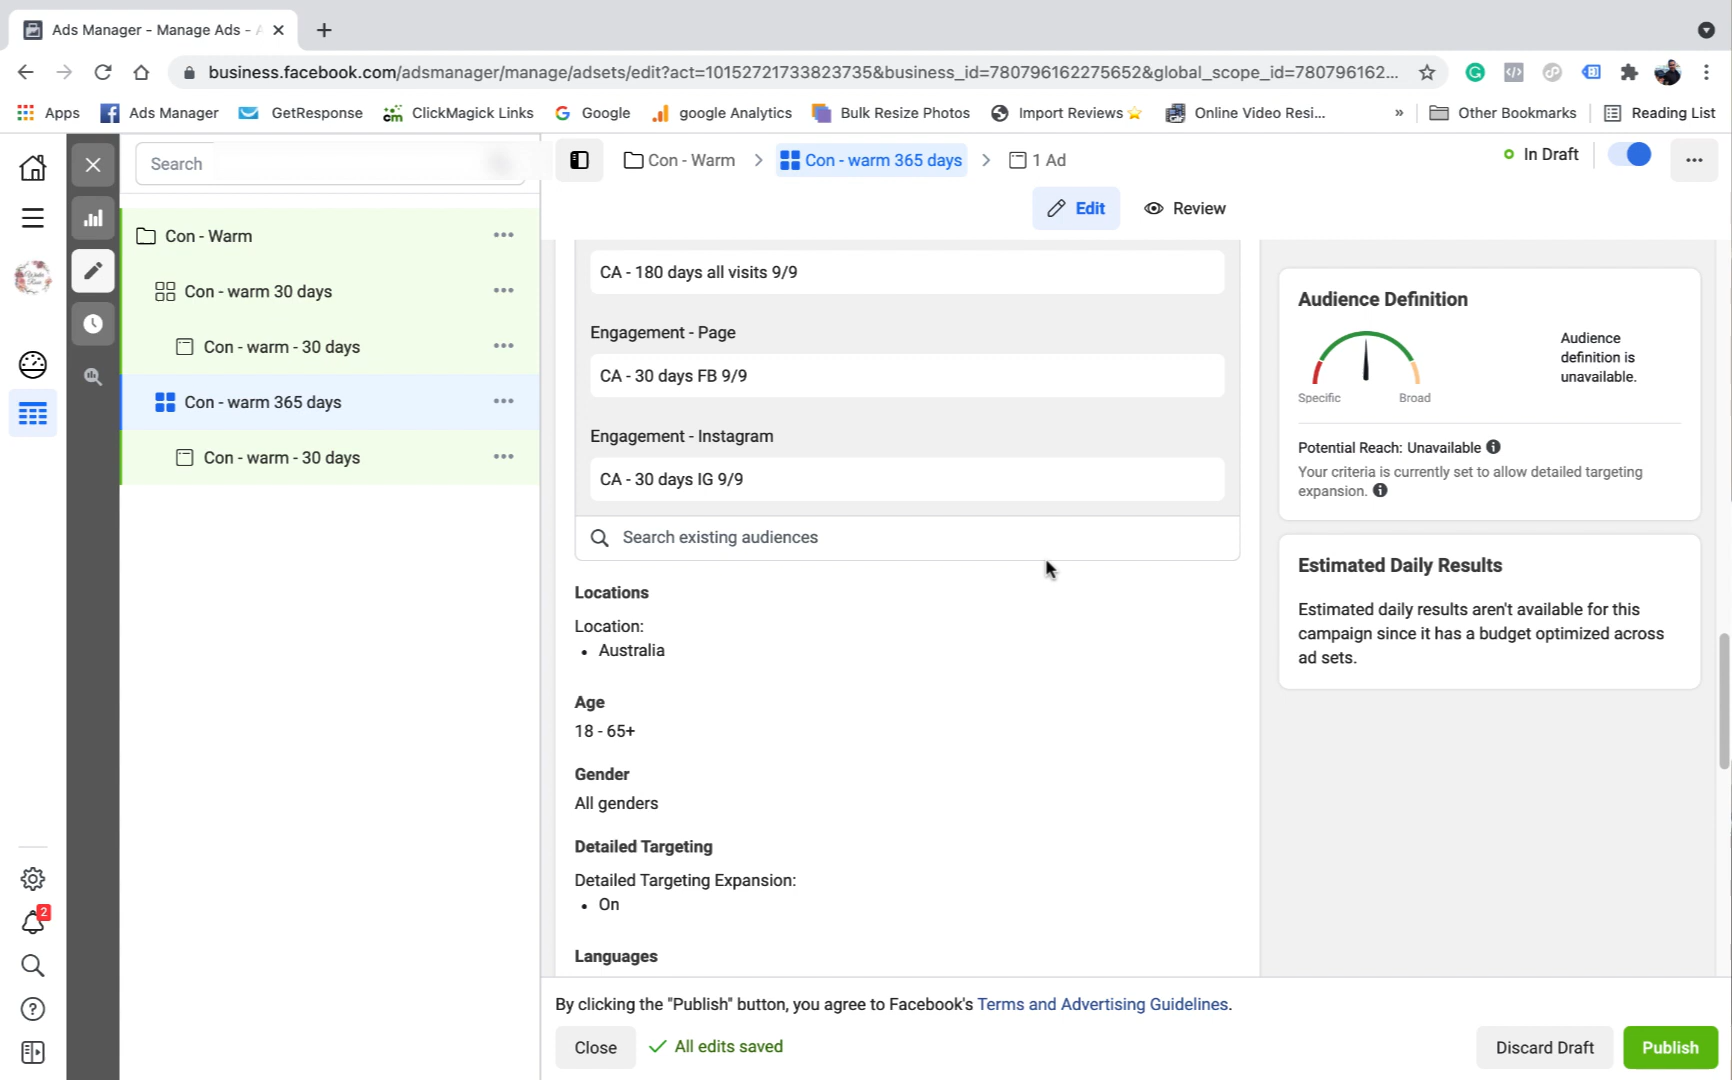 Ads Manager - Manage Ads - A
business.facebook.com/adsmanager/manage/adsets/edit?act=10152721733823735&business_id=780796162275652&global_scope_id=780796162...
Apps
Ads Manager
GetResponse
ClickMagick Links
Google
google Analytics
Bulk Resize Photos
Import Reviews
Online Video Resi...
»
Other Bookmarks
Reading List
Search
Con - Warm
Con - warm 365 days
1 Ad
In Draft
Edit
Review
Con - Warm
Con - warm 30 days
Con - warm - 30 days
Con - warm 365 days
Con - warm - 30 days
CA - 180 days all visits 9/9
Engagement - Page
CA - 30 days FB 9/9
Engagement - Instagram
CA - 30 days IG 9/9
Search existing audiences
Locations
Location:
• Australia
Age
18 - 65+
Gender
All genders
Detailed Targeting
Detailed Targeting Expansion:
• On
Languages
Audience Definition
Specific
Broad
Audience
definition is
unavailable.
Potential Reach: Unavailable
Your criteria is currently set to allow detailed targeting
expansion.
Estimated Daily Results
Estimated daily results aren't available for this
campaign since it has a budget optimized across
ad sets.
2
By clicking the "Publish" button, you agree to Facebook's Terms and Advertising Guidelines.
Close
All edits saved
Discard Draft
Publish